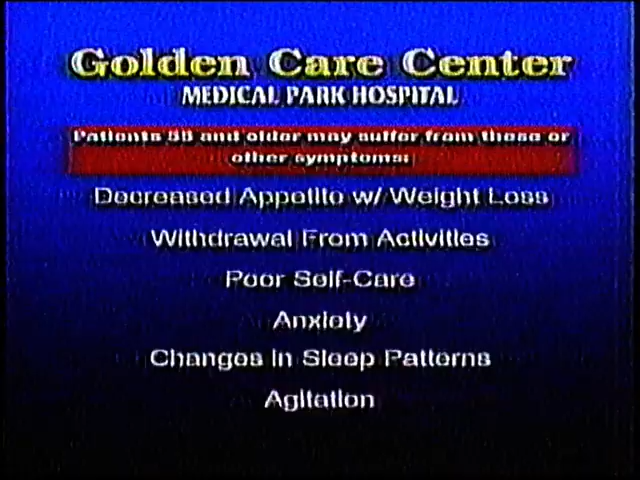 Golden Care Center
MEDICAL PARK HOSPITAL
Patients and older may suffer from these or
other symptoms:
Decreased Appetite w/ Weight Loss
Withdrawal From Activities
Poor Self-Care
Anxiety
Changes in Sleep Patterns
Agitation